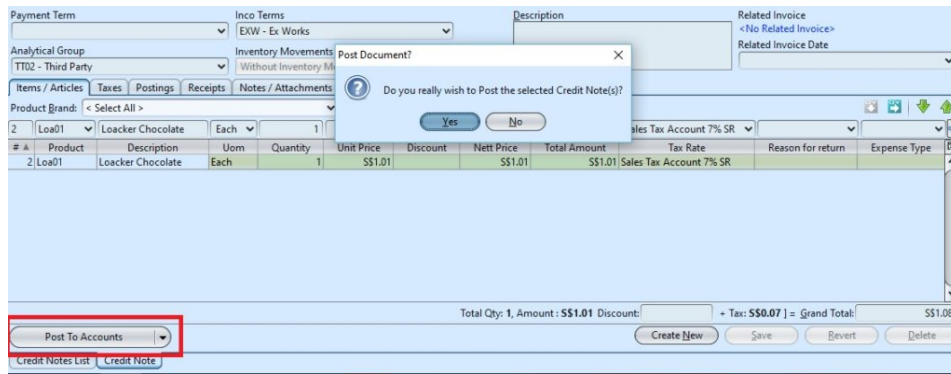 Payment Term Inco Terms Description Related Invoice
EXW - Ex Works <No Related Invoice>
Analytical Group Inventory Movements Related Invoice Date
TT02 - Third Party Without Inventory M
Post Document?
Do you really wish to Post the selected Credit Note(s)?
Yes No
Items / Articles Taxes Postings Receipts Notes / Attachments
Product Brand: < Select All >
2 Loa01 Loacker Chocolate Each 1 ales Tax Account 7% SR
# Product Description Uom Quantity Unit Price Discount Nett Price Total Amount Tax Rate Reason for return Expense Type
2 Loa01 Loacker Chocolate Each 1 S$1.01 S$1.01 S$1.01 Sales Tax Account 7% SR
Total Qty: 1, Amount : S$1.01 Discount: + Tax: S$0.07 ] = Grand Total: S$1.08
Post To Accounts Create New Save Revert Delete
Credit Notes List Credit Note